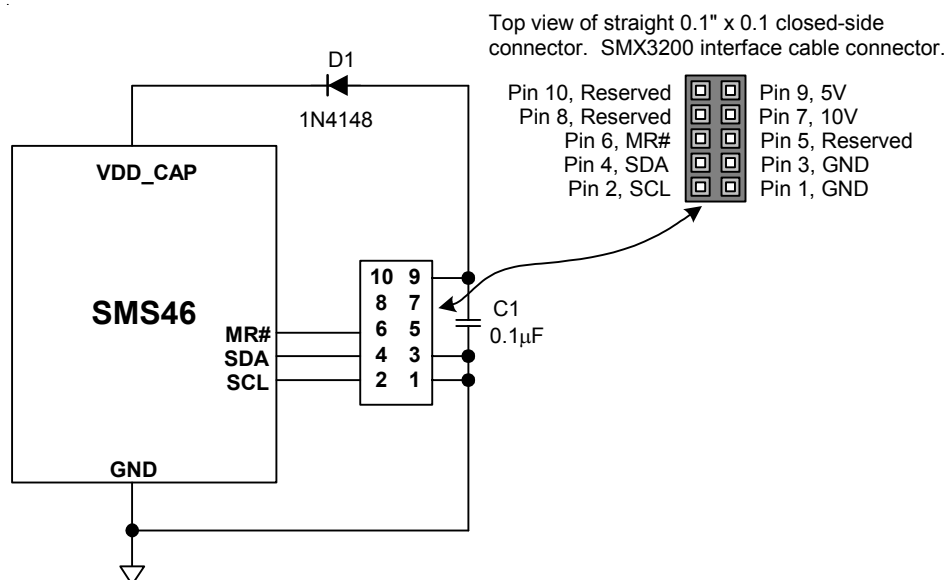 Top view of straight 0.1" x 0.1 closed-side
connector. SMX3200 interface cable connector.
D1
1N4148
Pin 10, Reserved
Pin 9, 5V
Pin 8, Reserved
Pin 7, 10V
Pin 6, MR#
Pin 5, Reserved
Pin 4, SDA
Pin 3, GND
Pin 2, SCL
Pin 1, GND
VDD_CAP
SMS46
MR#
SDA
SCL
GND
10 9
8 7
6 5
4 3
2 1
C1
0.1µF